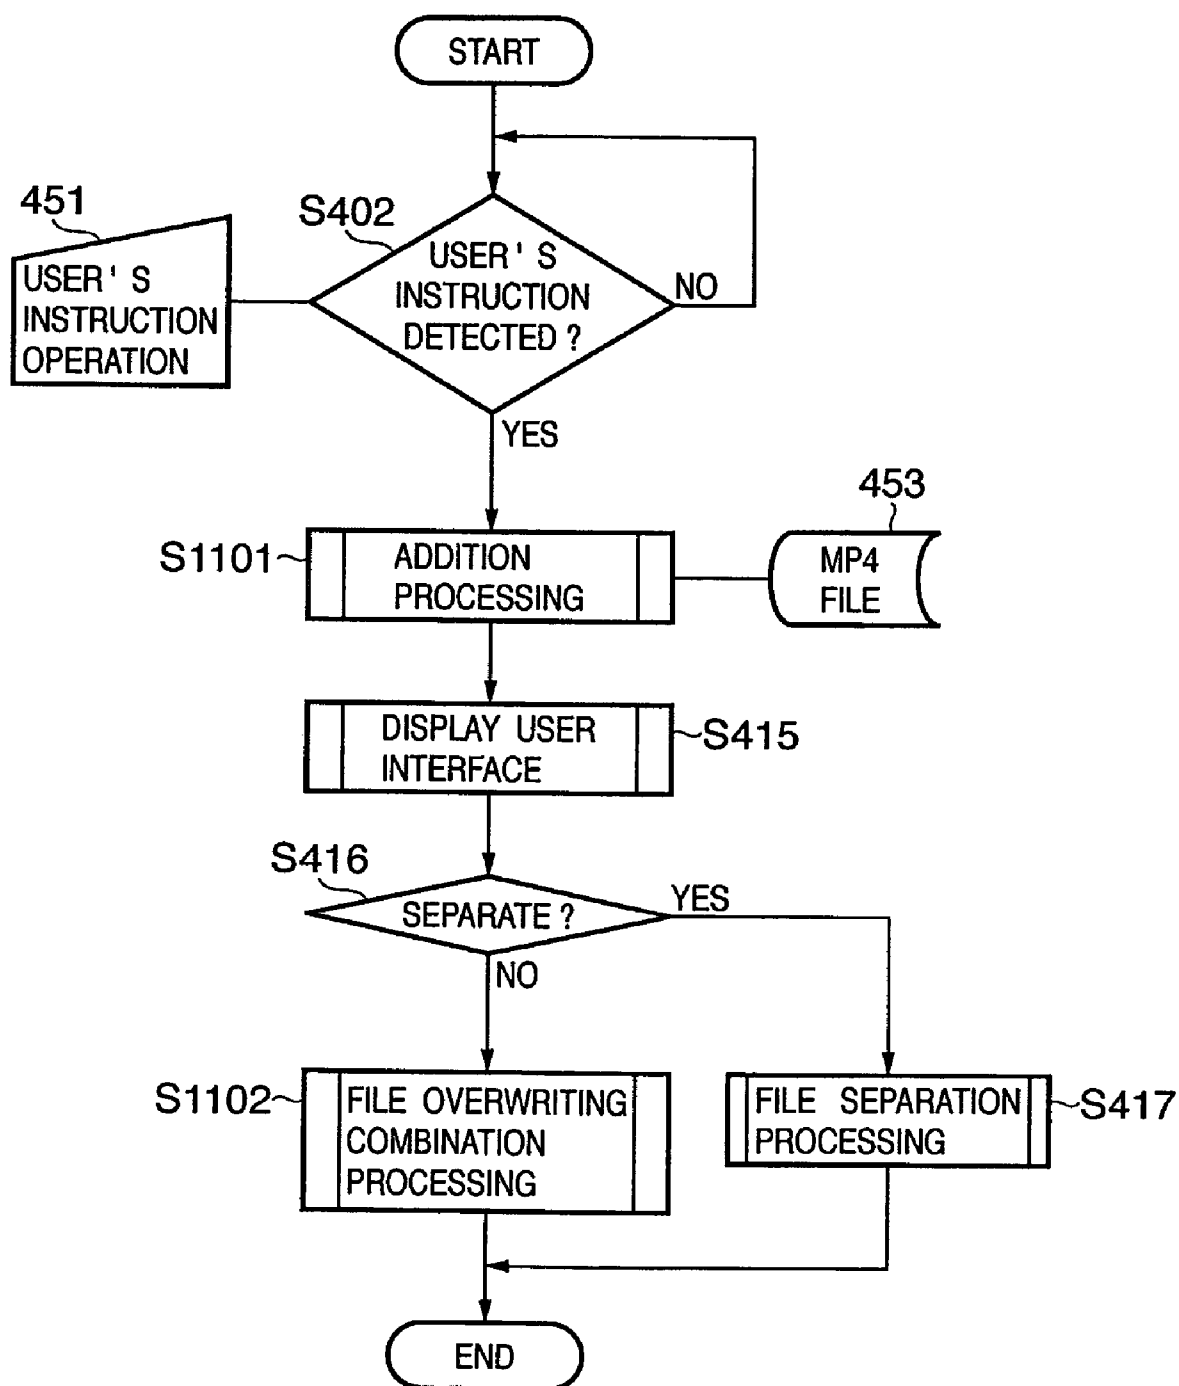 START
451
S402
USER'S
INSTRUCTION
DETECTED?
NO
USER'S
INSTRUCTION
OPERATION
YES
453
S1101
ADDITION
PROCESSING
MP4
FILE
DISPLAY USER
INTERFACE
S415
S416
SEPARATE?
YES
NO
S1102
FILE OVERWRITING
COMBINATION
PROCESSING
FILE SEPARATION
PROCESSING
S417
END